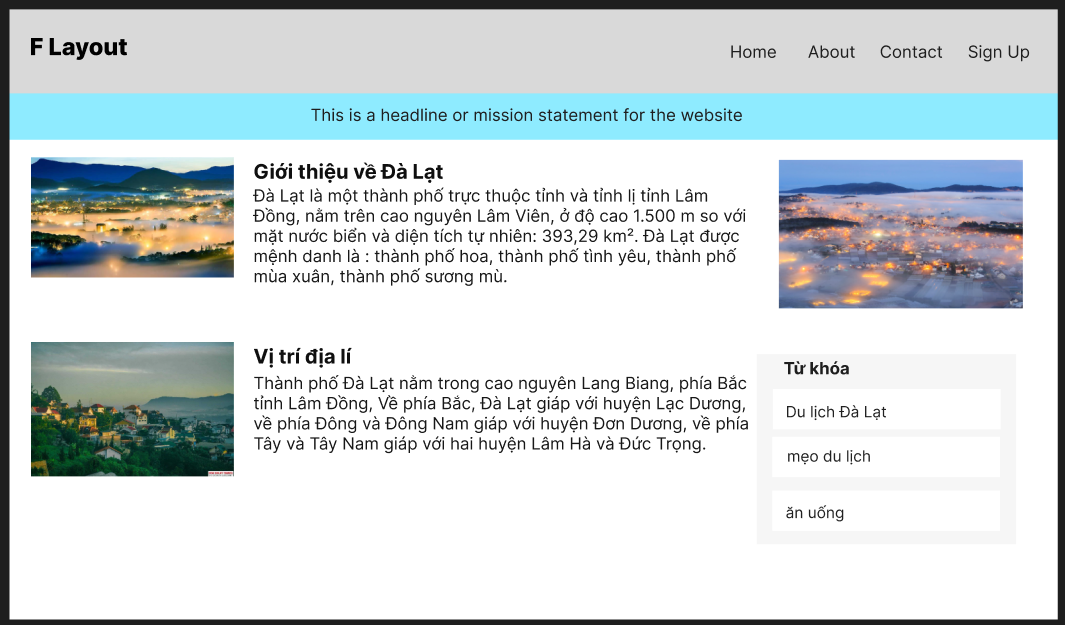 F Layout
Home About Contact Sign Up
This is a headline or mission statement for the website
Giới thiệu về Đà Lạt
Đà Lạt là một thành phố trực thuộc tỉnh và tỉnh lị tỉnh Lâm
Đồng, nằm trên cao nguyên Lâm Viên, ở độ cao 1.500 m so với
mặt nước biển và diện tích tự nhiên: 393,29 km². Đà Lạt được
mệnh danh là : thành phố hoa, thành phố tình yêu, thành phố
mùa xuân, thành phố sương mù.
Vị trí địa lí
Thành phố Đà Lạt nằm trong cao nguyên Lang Biang, phía Bắc
tỉnh Lâm Đồng, Về phía Bắc, Đà Lạt giáp với huyện Lạc Dương,
về phía Đông và Đông Nam giáp với huyện Đơn Dương, về phía
Tây và Tây Nam giáp với hai huyện Lâm Hà và Đức Trọng.
Từ khóa
Du lịch Đà Lạt
mẹo du lịch
ăn uống